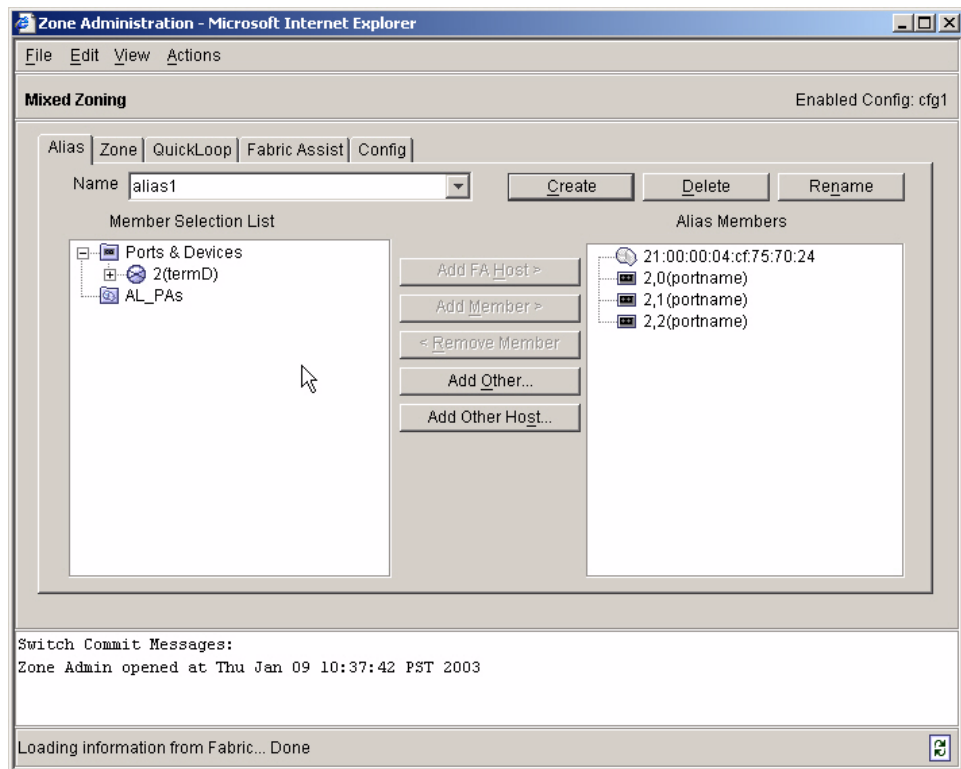 Zone Administration - Microsoft Internet Explorer
File Edit View Actions
Mixed Zoning
Enabled Config: cfg1
Alias Zone QuickLoop Fabric Assist Config
Name alias1 Create Delete Rename
Member Selection List
Ports & Devices
2(termD)
AL_PAs
Add FA Host >
Add Member >
< Remove Member
Add Other...
Add Other Host...
Alias Members
21:00:00:04:cf:75:70:24
2,0(portname)
2,1(portname)
2,2(portname)
Switch Commit Messages:
Zone Admin opened at Thu Jan 09 10:37:42 PST 2003
Loading information from Fabric... Done